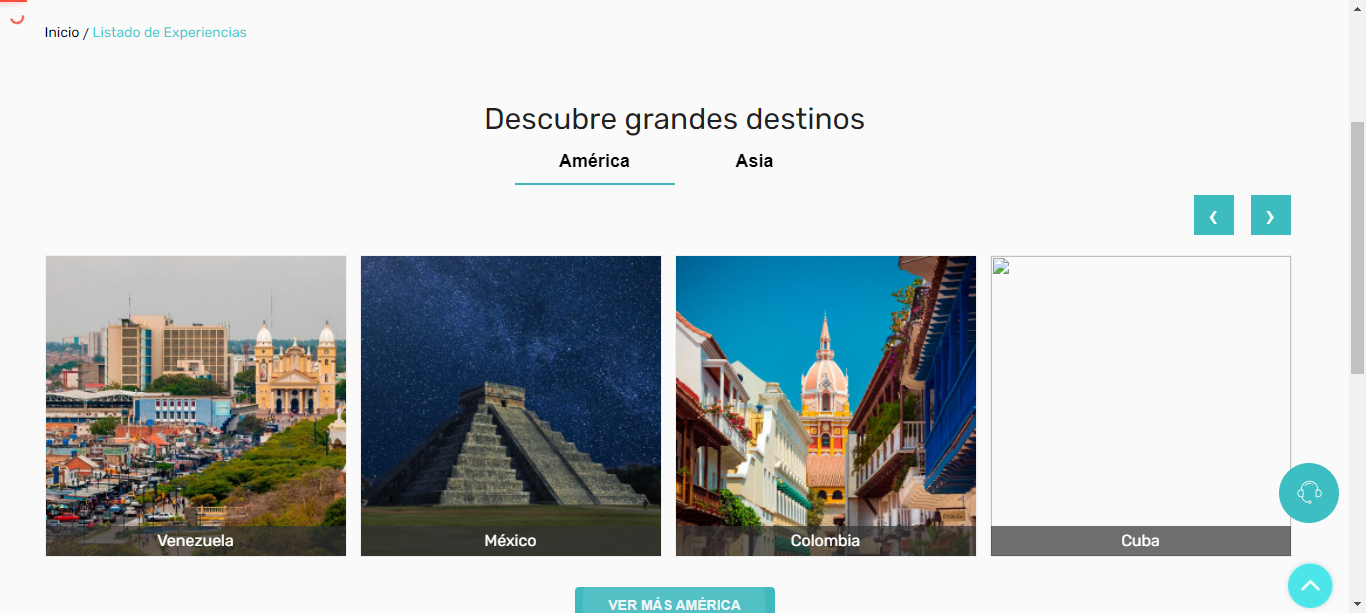 Inicio / Listado de Experiencias
Descubre grandes destinos
América Asia
Venezuela México Colombia Cuba
VER MÁS AMÉRICA